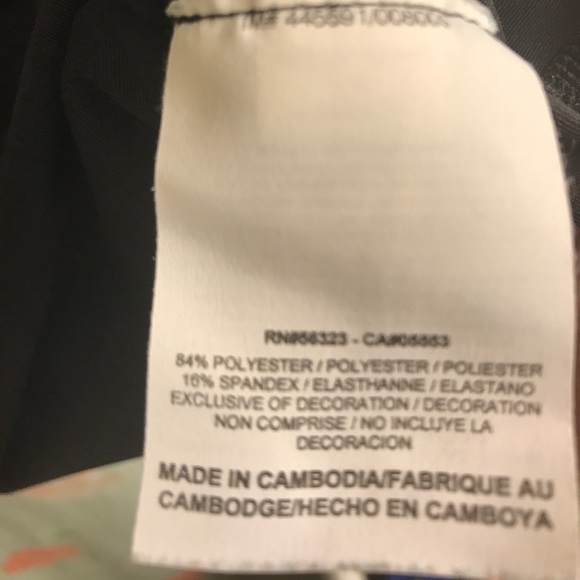 RN#56323 - CA#05553
84% POLYESTER / POLYESTER / POLIESTER
16% SPANDEX / ELASTHANNE / ELASTANO
EXCLUSIVE OF DECORATION / DECORATION
NON COMPRISE / NO INCLUYE LA
DECORACION
MADE IN CAMBODIA/FABRIQUE AU
CAMBODGE/HECHO EN CAMBOYA